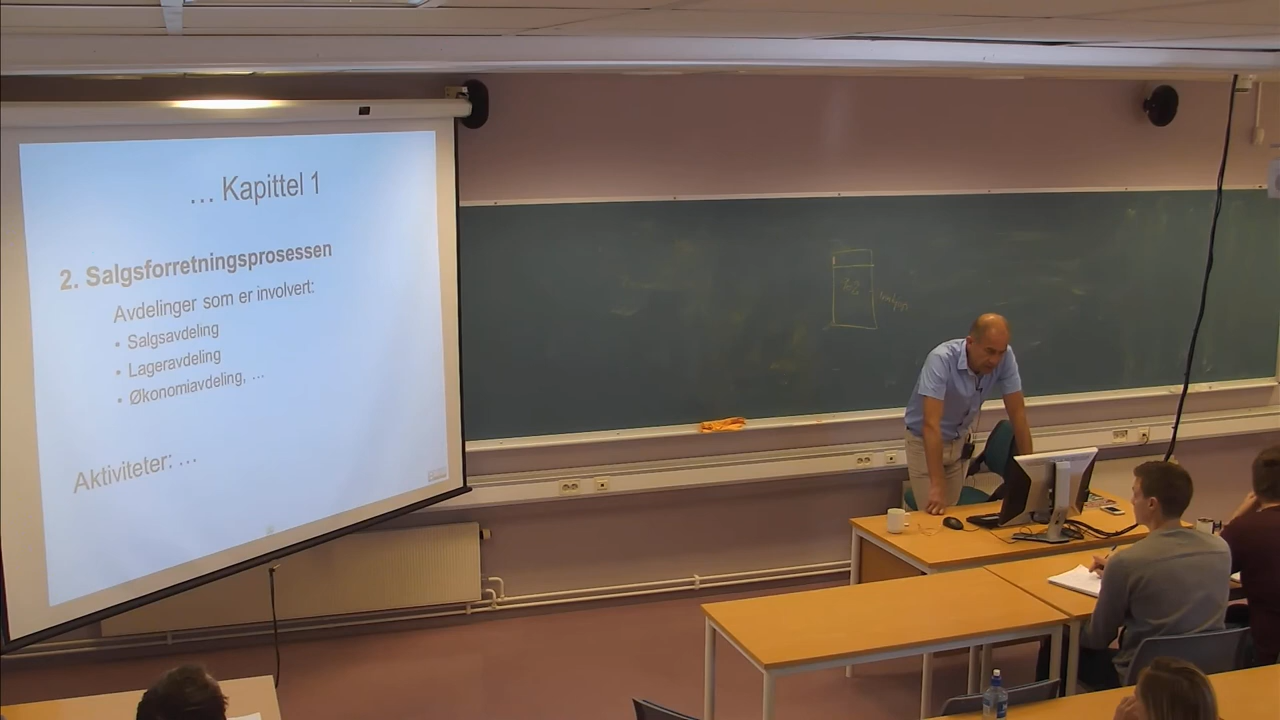 ... Kapittel 1
2. Salgsforretningsprosessen
Avdelinger som er involvert:
• Salgsavdeling
• Lageravdeling
• Økonomiavdeling, ...
Aktiviteter: ...